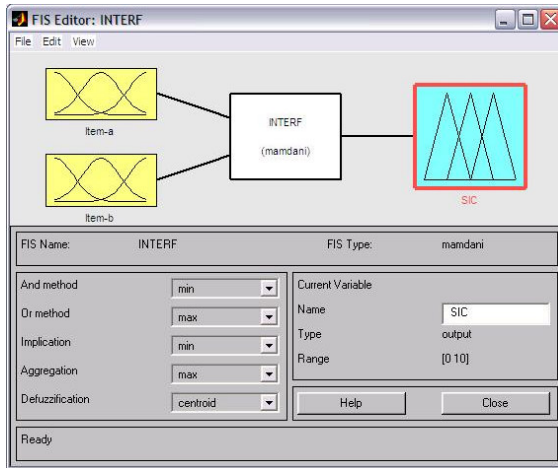 FIS Editor: INTERF
File Edit View
Item-a
Item-b
INTERF
(mamdani)
SIC
FIS Name: INTERF FIS Type: mamdani
And method min
Or method max
Implication min
Aggregation max
Defuzzification centroid
Current Variable
Name SIC
Type output
Range [0 10]
Help Close
Ready